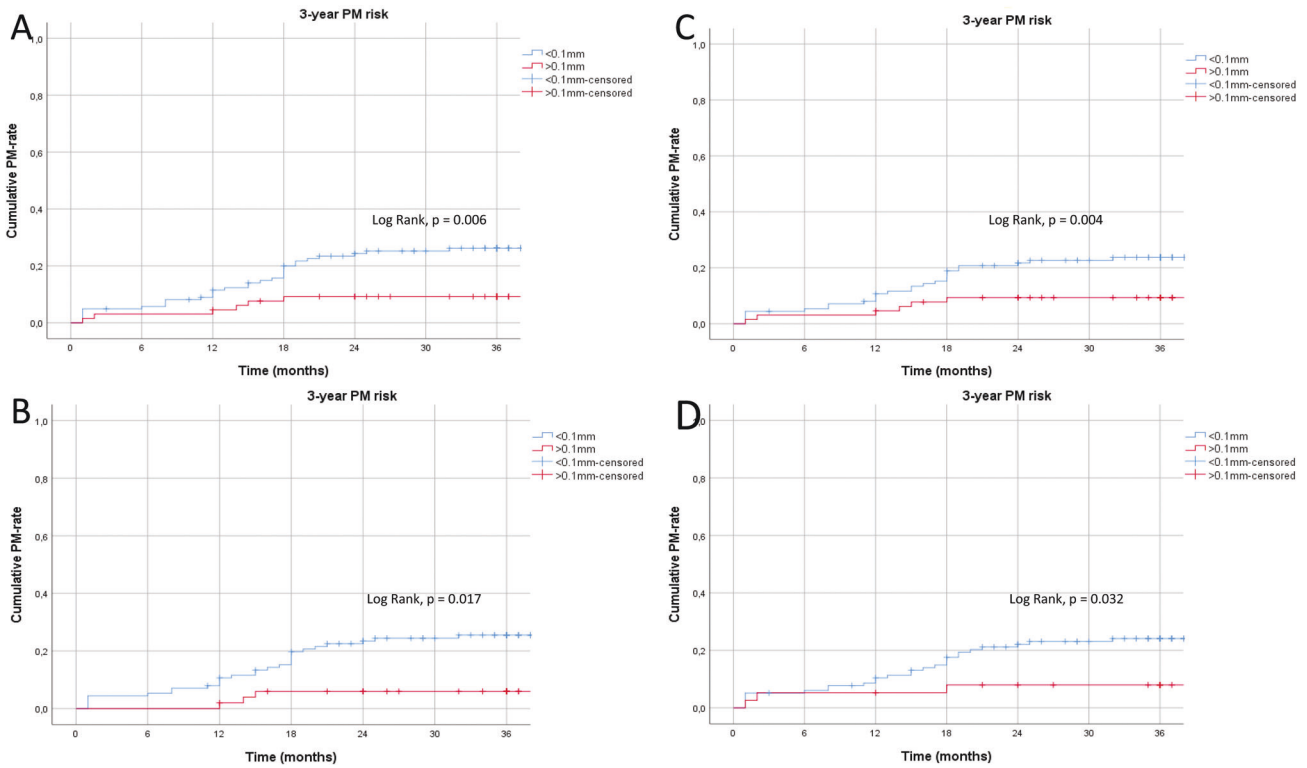 A
3-year PM risk
1,0
0,8
0,6
0,4
0,2
0,0
Cumulative PM-rate
<0.1mm
>0.1mm
<0.1mm-censored
>0.1mm-censored
Log Rank, p = 0.006
0 6 12 18 24 30 36
Time (months)
C
3-year PM risk
1,0
0,8
0,6
0,4
0,2
0,0
Cumulative PM-rate
<0.1mm
>0.1mm
<0.1mm-censored
>0.1mm-censored
Log Rank, p = 0.004
0 6 12 18 24 30 36
Time (months)
B
3-year PM risk
1,0
0,8
0,6
0,4
0,2
0,0
Cumulative PM-rate
<0.1mm
>0.1mm
<0.1mm-censored
>0.1mm-censored
Log Rank, p = 0.017
0 6 12 18 24 30 36
Time (months)
D
3-year PM risk
1,0
0,8
0,6
0,4
0,2
0,0
Cumulative PM-rate
<0.1mm
>0.1mm
<0.1mm-censored
>0.1mm-censored
Log Rank, p = 0.032
0 6 12 18 24 30 36
Time (months)